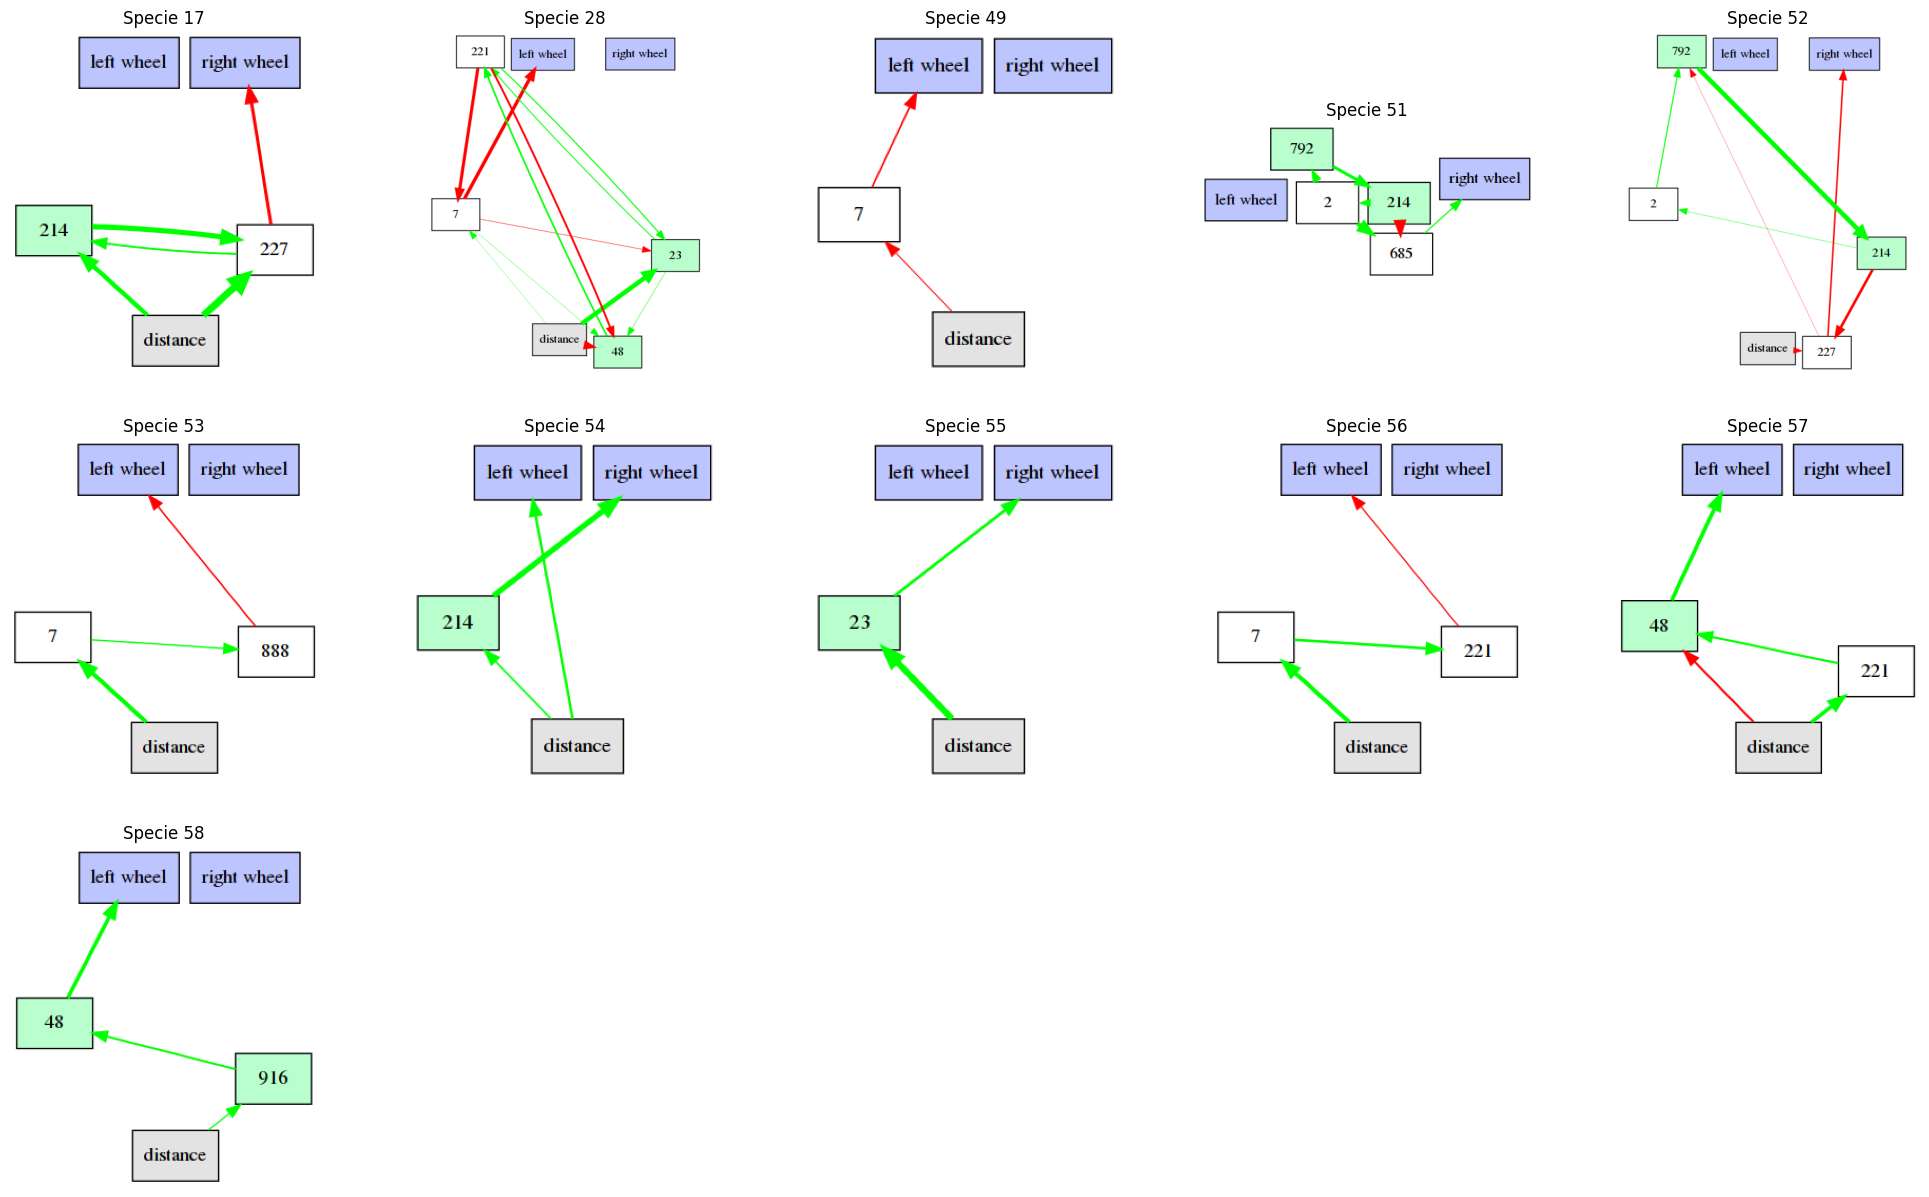 Specie 17
left wheel
right wheel
214
227
distance
Specie 28
221
left wheel
right wheel
7
23
distance
48
Specie 49
left wheel
right wheel
7
distance
Specie 51
792
left wheel
2
214
right wheel
685
Specie 52
792
left wheel
right wheel
2
214
distance
227
Specie 53
left wheel
right wheel
7
888
distance
Specie 54
left wheel
right wheel
214
distance
Specie 55
left wheel
right wheel
23
distance
Specie 56
left wheel
right wheel
7
221
distance
Specie 57
left wheel
right wheel
48
221
distance
Specie 58
left wheel
right wheel
48
916
distance